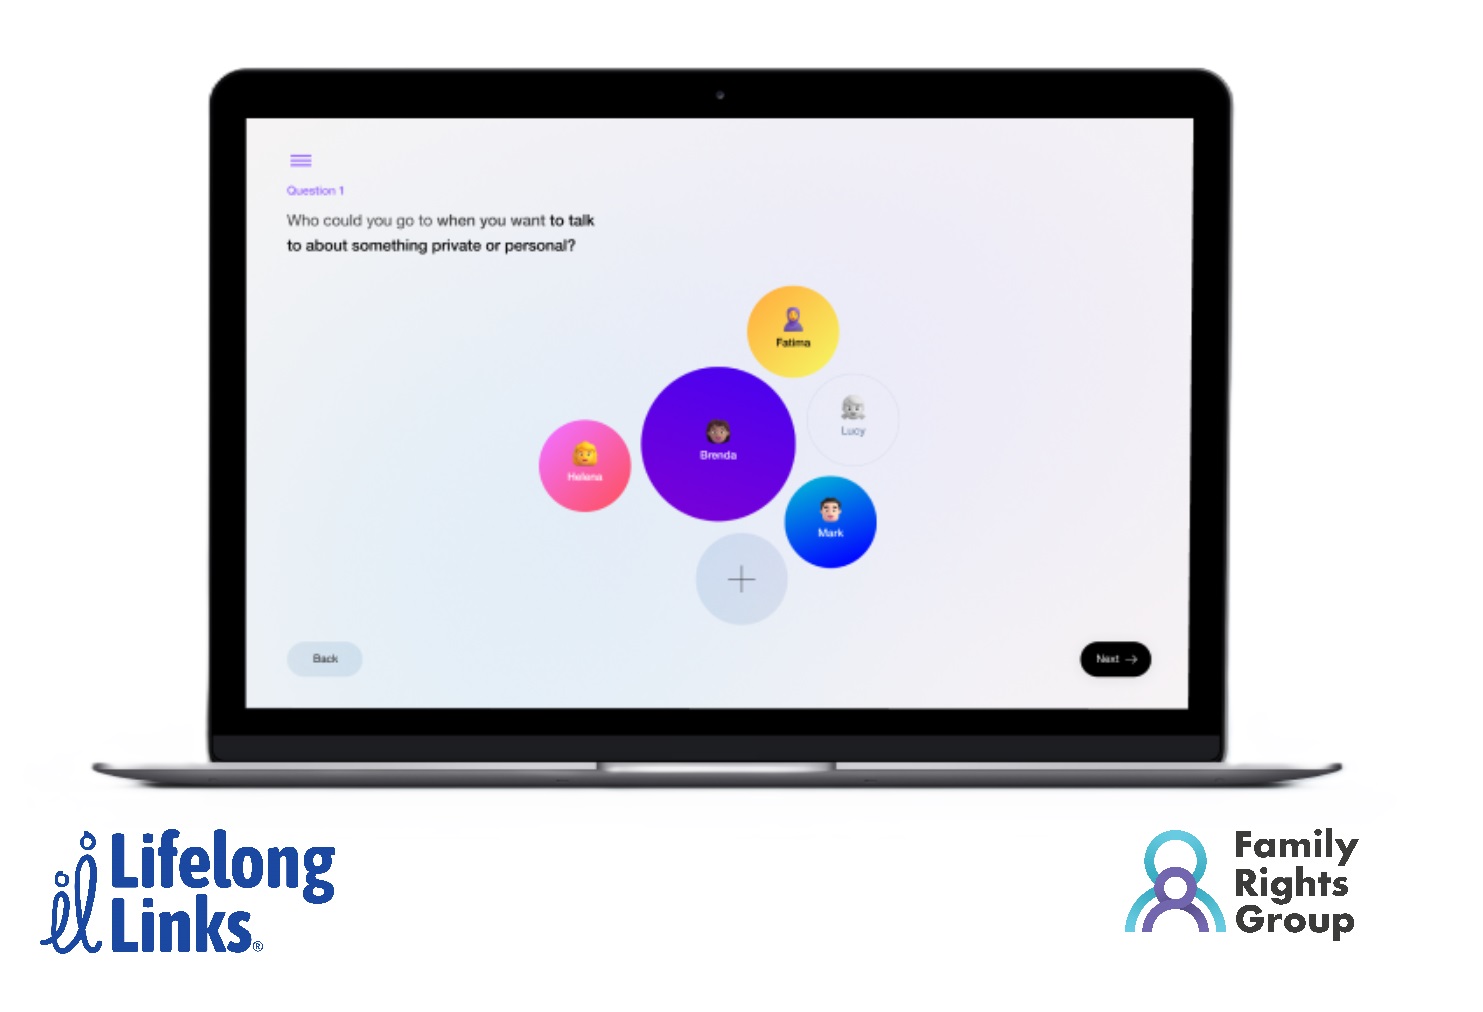 Question 1
Who could you go to when you want to talk
to about something private or personal?
Fatima
Lucy
Brenda
Helena
Mark
Back
Next →
Lifelong
Links®
Family
Rights
Group